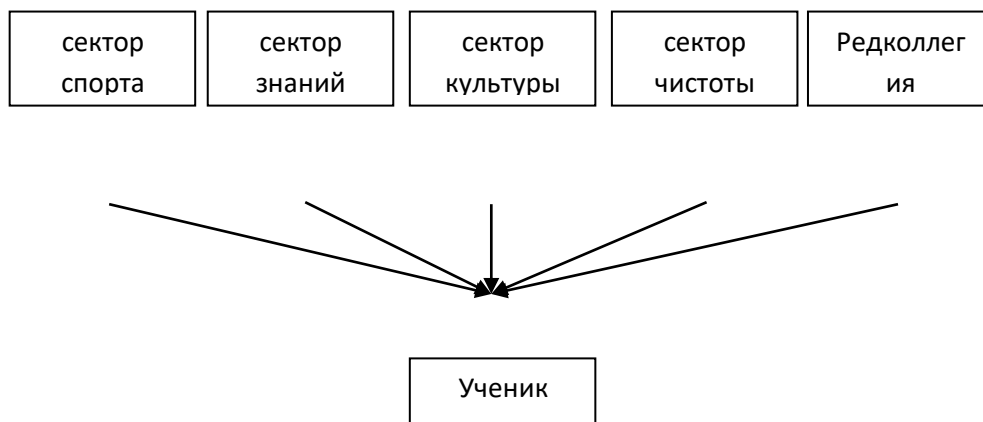 сектор
спорта
сектор
знаний
сектор
культуры
сектор
чистоты
Редколлег
ия
Ученик